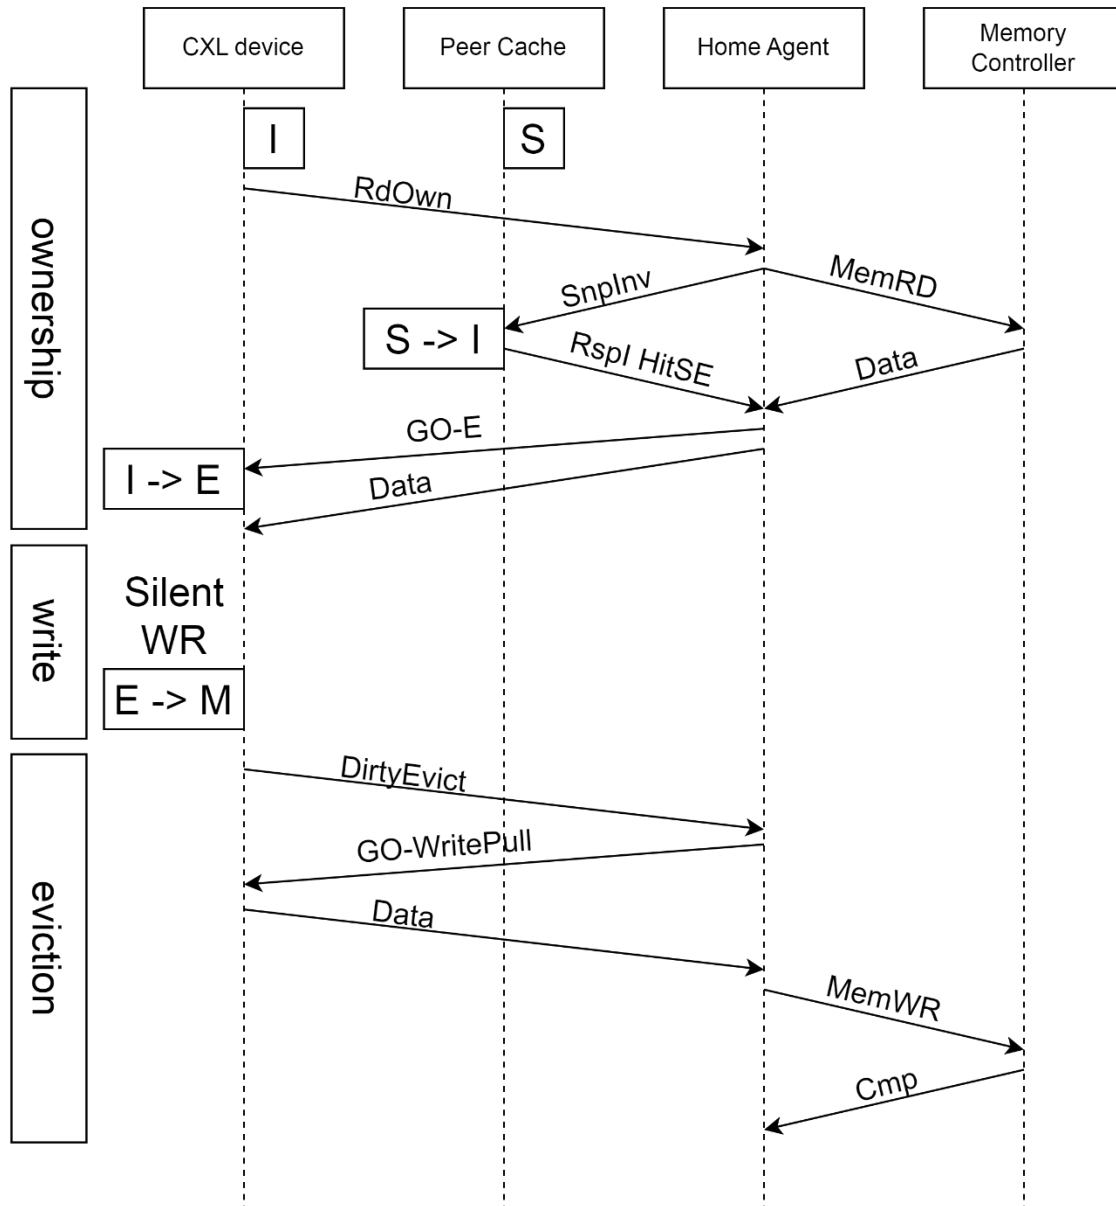 CXL device
Peer Cache
Home Agent
Memory
Controller
ownership
I
S
RdOwn
SnpInv
MemRD
S -> I
RspI HitSE
Data
GO-E
I -> E
Data
write
Silent
WR
E -> M
eviction
DirtyEvict
GO-WritePull
Data
MemWR
Cmp